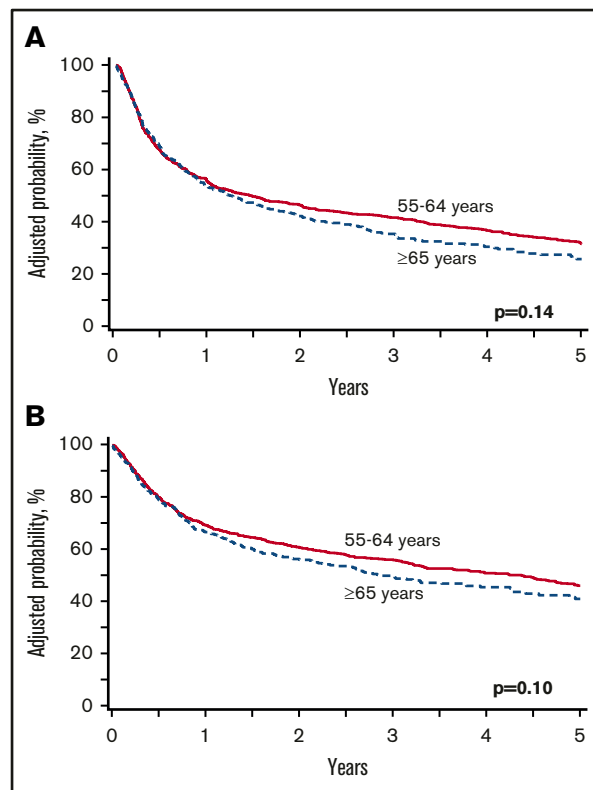 A
Adjusted probability, %
100
80
60
40
20
0
55-64 years
≥65 years
p=0.14
0 1 2 3 4 5
Years
B
Adjusted probability, %
100
80
60
40
20
0
55-64 years
≥65 years
p=0.10
0 1 2 3 4 5
Years